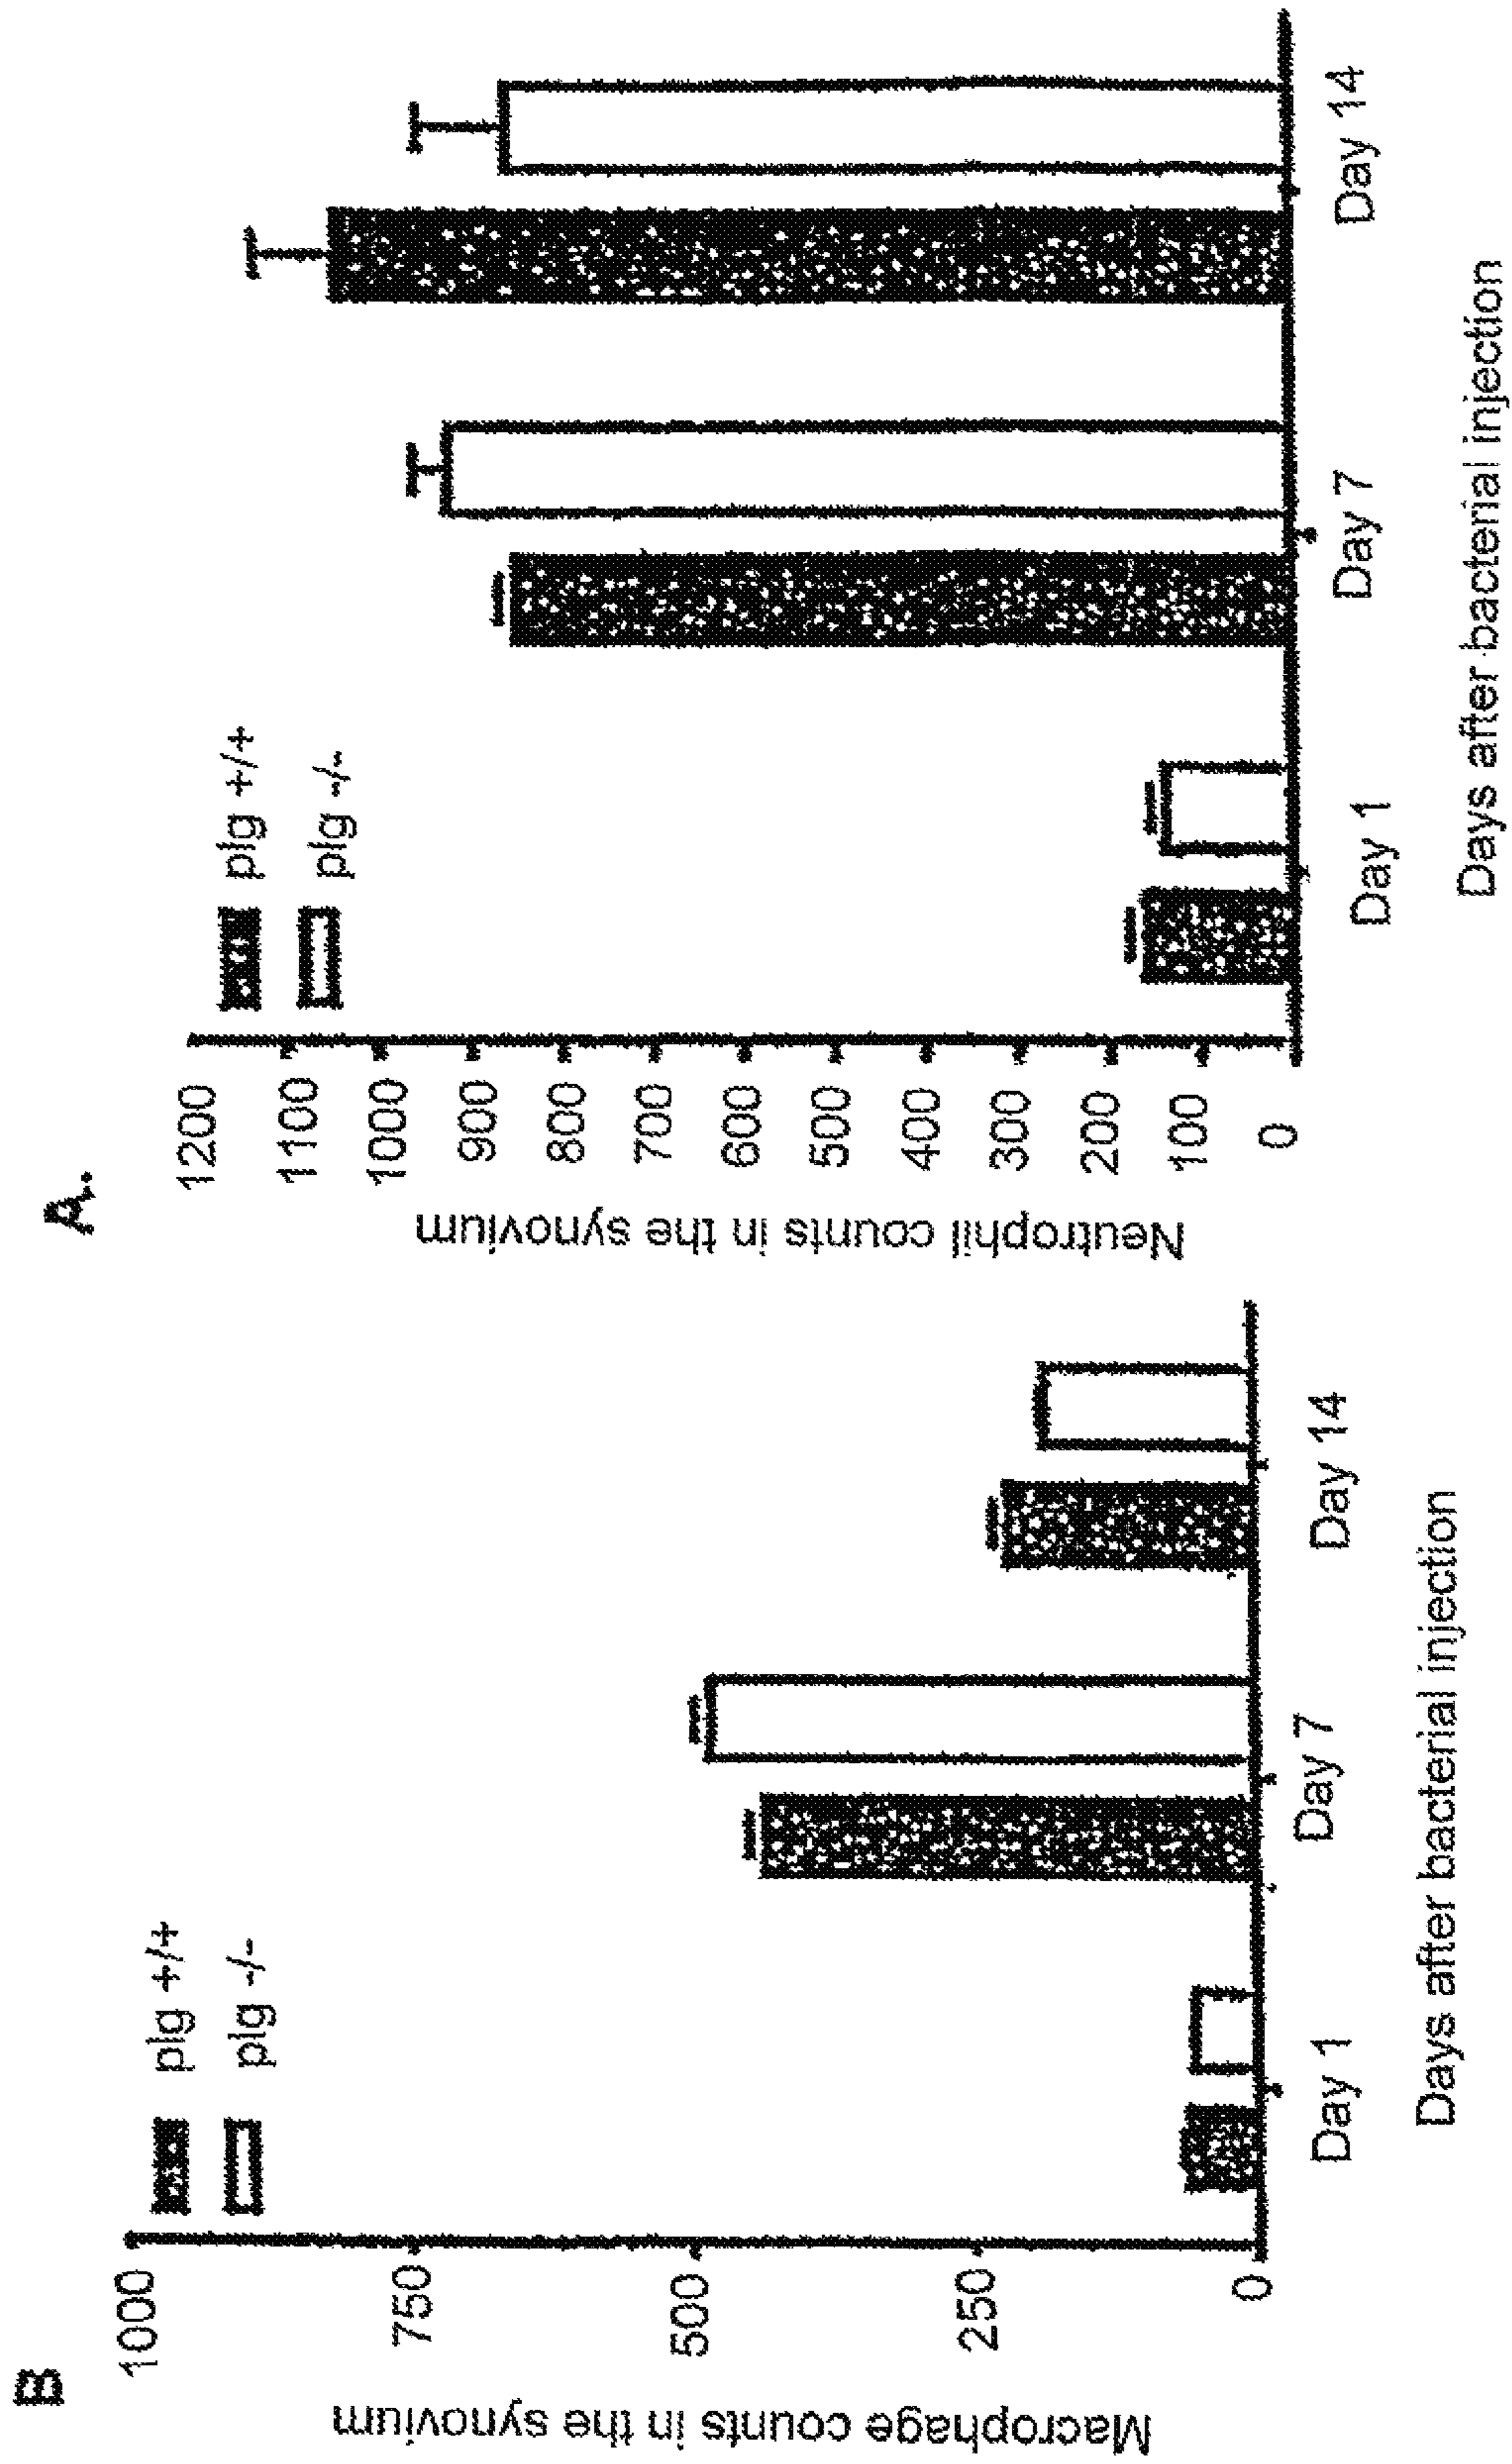 A.
Neutrophil counts in the synovium
1200
1100
1000
900
800
700
600
500
400
300
200
100
0
plg +/+
plg -/-
Day 1
Day 7
Day 14
Days after bacterial injection
B
Macrophage counts in the synovium
1000
750
500
250
0
plg +/+
plg -/-
Day 1
Day 7
Day 14
Days after bacterial injection